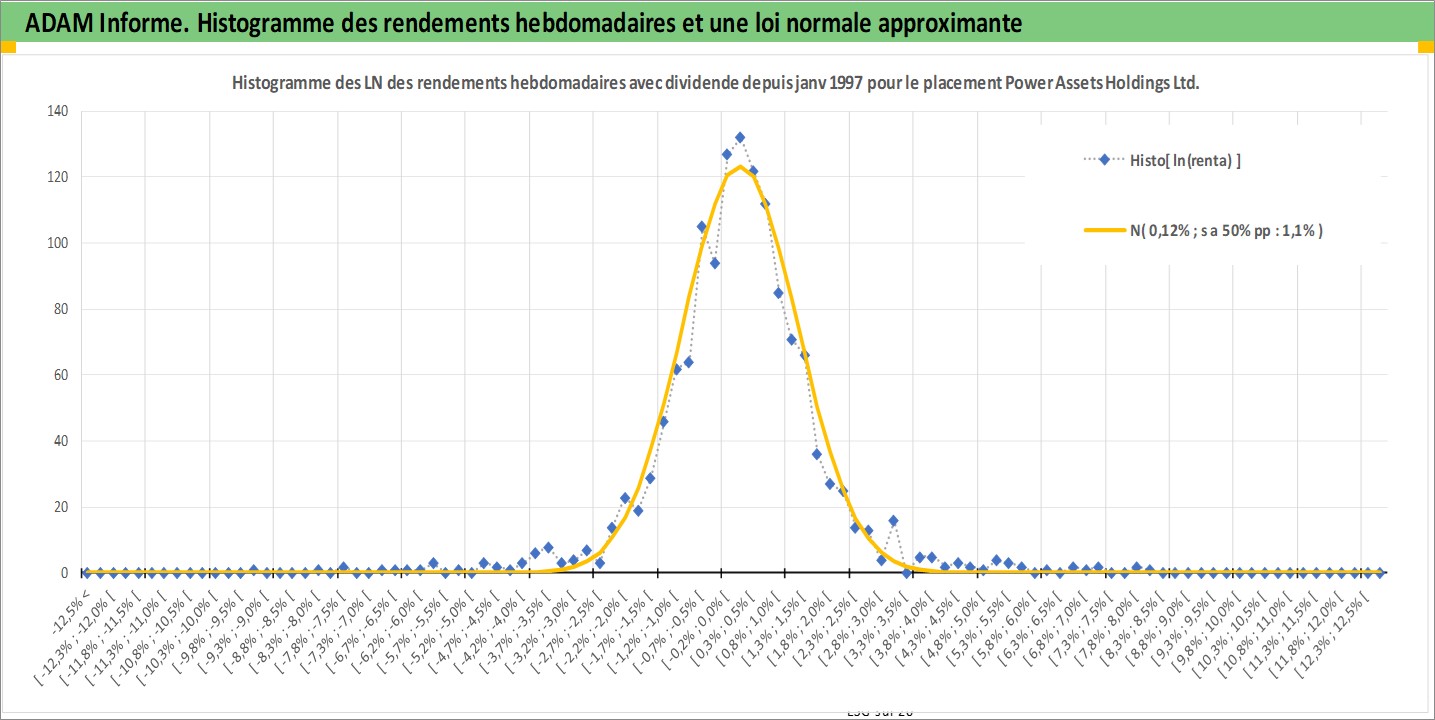 ADAM Informe. Histogramme des rendements hebdomadaires et une loi normale approximante
Histogramme des LN des rendements hebdomadaires avec dividende depuis janv 1997 pour le placement Power Assets Holdings Ltd.
140
120
100
80
60
40
20
0
Histo[ ln(renta) ]
N( 0,12% ; s a 50% pp : 1,1% )
-12,5% <
[ -12,3% ; -12,0% [
[ -11,8% ; -11,5% [
[ -11,3% ; -11,0% [
[ -10,8% ; -10,5% [
[ -10,3% ; -10,0% [
[ -9,8% ; -9,5% [
[ -9,3% ; -9,0% [
[ -8,8% ; -8,5% [
[ -8,3% ; -8,0% [
[ -7,8% ; -7,5% [
[ -7,3% ; -7,0% [
[ -6,7% ; -6,5% [
[ -6,2% ; -6,0% [
[ -5,7% ; -5,5% [
[ -5,2% ; -5,0% [
[ -4,7% ; -4,5% [
[ -4,2% ; -4,0% [
[ -3,7% ; -3,5% [
[ -3,2% ; -3,0% [
[ -2,7% ; -2,5% [
[ -2,2% ; -2,0% [
[ -1,7% ; -1,5% [
[ -1,2% ; -1,0% [
[ -0,7% ; -0,5% [
[ -0,2% ; 0,0% [
[ 0,3% ; 0,5% [
[ 0,8% ; 1,0% [
[ 1,3% ; 1,5% [
[ 1,8% ; 2,0% [
[ 2,3% ; 2,5% [
[ 2,8% ; 3,0% [
[ 3,3% ; 3,5% [
[ 3,8% ; 4,0% [
[ 4,3% ; 4,5% [
[ 4,8% ; 5,0% [
[ 5,3% ; 5,5% [
[ 5,8% ; 6,0% [
[ 6,3% ; 6,5% [
[ 6,8% ; 7,0% [
[ 7,3% ; 7,5% [
[ 7,8% ; 8,0% [
[ 8,3% ; 8,5% [
[ 8,8% ; 9,0% [
[ 9,3% ; 9,5% [
[ 9,8% ; 10,0% [
[ 10,3% ; 10,5% [
[ 10,8% ; 11,0% [
[ 11,3% ; 11,5% [
[ 11,8% ; 12,0% [
[ 12,3% ; 12,5% [